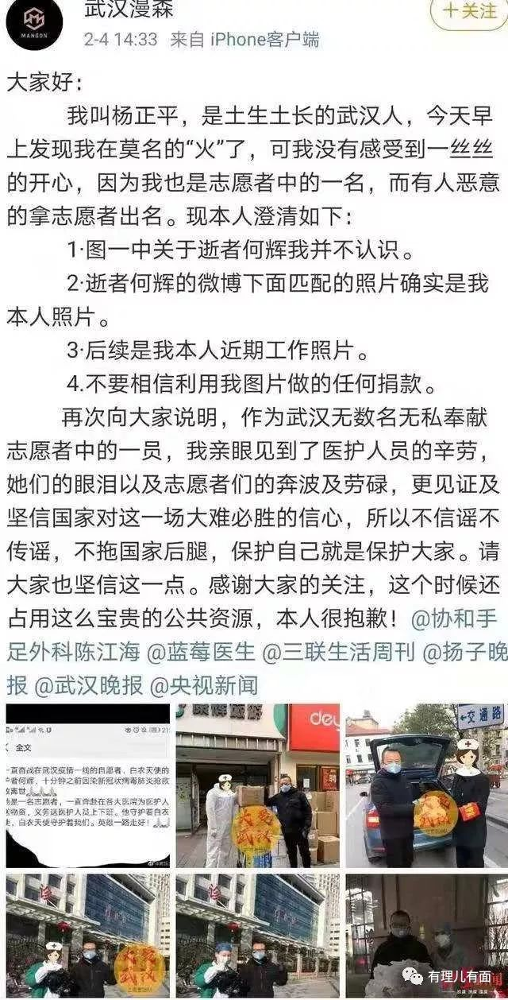 武汉漫森
MANSON
2-4 14:33 来自 iPhone客户端
+关注
大家好：
我叫杨正平，是土生土长的武汉人，今天早
上发现我在莫名的“火”了，可我没有感受到一丝丝
的开心，因为我也是志愿者中的一名，而有人恶意
的拿志愿者出名。现本人澄清如下：
1·图一中关于逝者何辉我并不认识。
2·逝者何辉的微博下面匹配的照片确实是我
本人照片。
3·后续是我本人近期工作照片。
4.不要相信利用我图片做的任何捐款。
再次向大家说明，作为武汉无数名无私奉献
志愿者中的一员，我亲眼见到了医护人员的辛劳，
她们的眼泪以及志愿者们的奔波及劳碌，更见证及
坚信国家对这一场大难必胜的信心，所以不信谣不
传谣，不拖国家后腿，保护自己就是保护大家。请
大家也坚信这一点。感谢大家的关注，这个时候还
占用这么宝贵的公共资源，本人很抱歉！@协和手
足外科陈江海 @蓝莓医生 @三联生活周刊 @扬子晚
报 @武汉晚报 @央视新闻
全文
一直奋战在武汉疫情一线的自愿者、白衣天使的
护者何辉，十分钟之前因染新冠状病毒肺炎抢救
效离世
他是一名志愿者，一直奔赴在各大医院为医护人
送物资，义务送医护人员上下班。他守护着白衣
使，白衣天使守护着我们。英雄一路走好！
康辉旅游
dey
大爱
武汉
交通路
大爱
武汉
诊
大爱
武汉
诊
有理儿有面